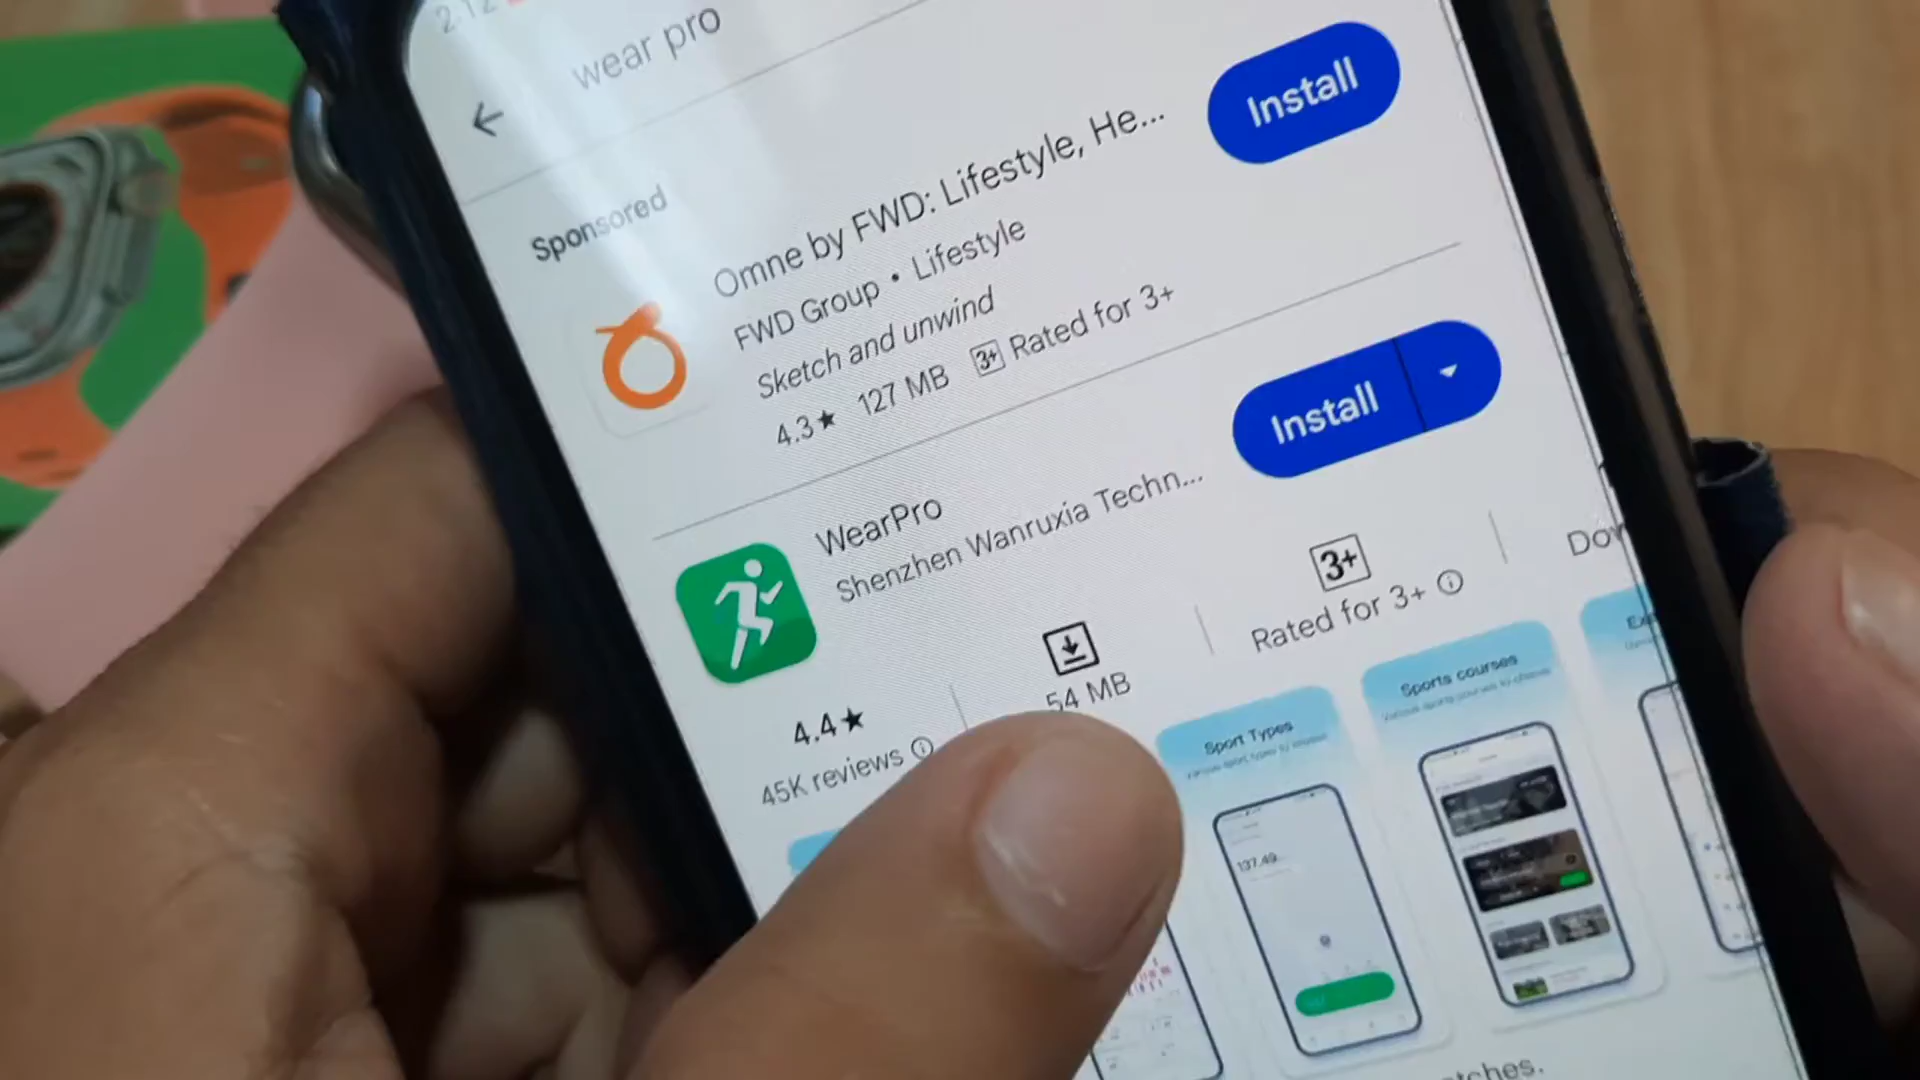 2:12
wear pro
Sponsored
Omne by FWD: Lifestyle, He...
FWD Group • Lifestyle
Sketch and unwind
4.3★ 127 MB 3+ Rated for 3+
Install
WearPro
Shenzhen Wanruxia Techn...
Install
4.4★
45K reviews
54 MB
3+
Rated for 3+
Sport Types
137.49
Sports courses